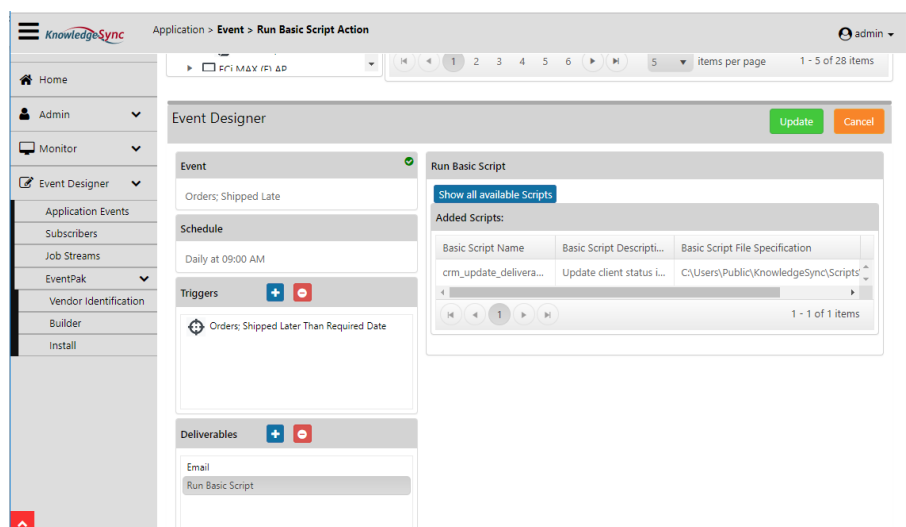 KnowledgeSync
Application > Event > Run Basic Script Action
admin
ECi MAX (E) AP
1 2 3 4 5 6
5 items per page
1 - 5 of 28 items
Home
Admin
Monitor
Event Designer
Application Events
Subscribers
Job Streams
EventPak
Vendor Identification
Builder
Install
Event Designer
Update
Cancel
Event
Orders; Shipped Late
Schedule
Daily at 09:00 AM
Triggers
Orders; Shipped Later Than Required Date
Deliverables
Email
Run Basic Script
Run Basic Script
Show all available Scripts
Added Scripts:
Basic Script Name Basic Script Descripti... Basic Script File Specification
crm_update_delivera... Update client status i... C:\Users\Public\KnowledgeSync\Scripts
1
1 - 1 of 1 items